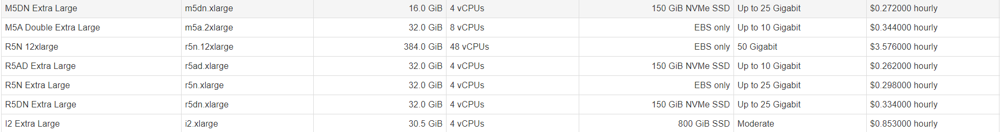 M5DN Extra Large m5dn.xlarge 16.0 GiB 4 vCPUs 150 GiB NVMe SSD Up to 25 Gigabit $0.272000 hourly
M5A Double Extra Large m5a.2xlarge 32.0 GiB 8 vCPUs EBS only Up to 10 Gigabit $0.344000 hourly
R5N 12xlarge r5n.12xlarge 384.0 GiB 48 vCPUs EBS only 50 Gigabit $3.576000 hourly
R5AD Extra Large r5ad.xlarge 32.0 GiB 4 vCPUs 150 GiB NVMe SSD Up to 10 Gigabit $0.262000 hourly
R5N Extra Large r5n.xlarge 32.0 GiB 4 vCPUs EBS only Up to 25 Gigabit $0.298000 hourly
R5DN Extra Large r5dn.xlarge 32.0 GiB 4 vCPUs 150 GiB NVMe SSD Up to 25 Gigabit $0.334000 hourly
I2 Extra Large i2.xlarge 30.5 GiB 4 vCPUs 800 GiB SSD Moderate $0.853000 hourly